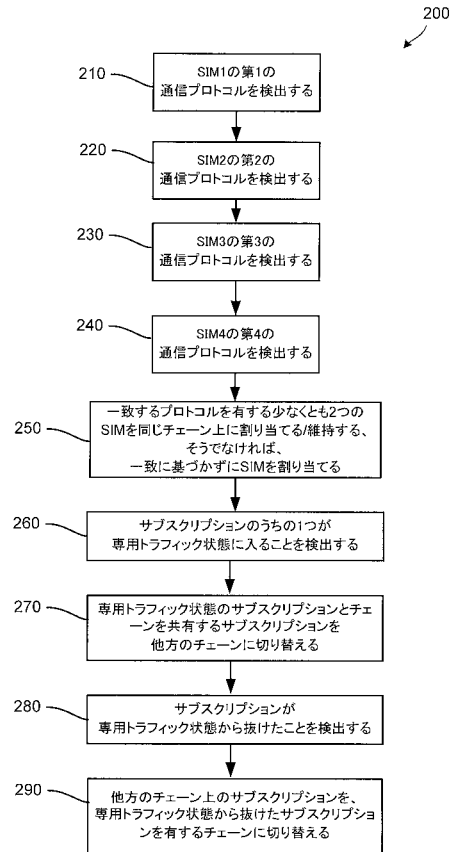 200
210
SIM1の第1の
通信プロトコルを検出する
220
SIM2の第2の
通信プロトコルを検出する
230
SIM3の第3の
通信プロトコルを検出する
240
SIM4の第4の
通信プロトコルを検出する
250
一致するプロトコルを有する少なくとも2つの
SIMを同じチェーン上に割り当てる/維持する、
そうでなければ、
一致に基づかずにSIMを割り当てる
260
サブスクリプションのうちの1つが
専用トラフィック状態に入ることを検出する
270
専用トラフィック状態のサブスクリプションとチェ
ーンを共有するサブスクリプションを
他方のチェーンに切り替える
280
サブスクリプションが
専用トラフィック状態から抜けたことを検出する
290
他方のチェーン上のサブスクリプションを、
専用トラフィック状態から抜けたサブスクリプショ
ンを有するチェーンに切り替える